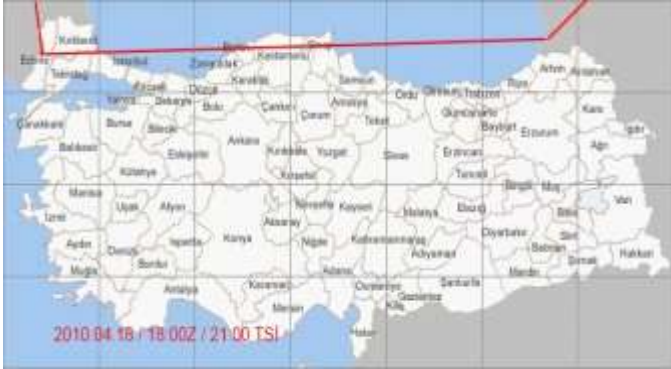 Kırklareli
Edirne
Tekirdağ
İstanbul
Zonguldak
Kastamonu
Düzce
Karabük
Samsun
Ordu
Giresun
Trabzon
Rize
Artvin
Ardahan
Kars
Çanakkale
Yalova
Bursa
Sakarya
Bilecik
Bolu
Çankırı
Çorum
Amasya
Tokat
Gümüşhane
Bayburt
Erzurum
Iğdır
Ağrı
Balıkesir
Kütahya
Eskişehir
Ankara
Kırıkkale
Yozgat
Sivas
Erzincan
Tunceli
Kırşehir
Manisa
Uşak
Afyon
İzmir
Aksaray
Nevşehir
Kayseri
Malatya
Elazığ
Bingöl
Muş
Van
Bitlis
Aydın
Denizli
Isparta
Konya
Niğde
Kahramanmaraş
Adıyaman
Diyarbakır
Batman
Siirt
Şırnak
Hakkari
Muğla
Burdur
Antalya
Karaman
Mersin
Adana
Osmaniye
Gaziantep
Kilis
Şanlıurfa
Mardin
Hatay
2010.04.18 / 18:00Z / 21:00 TSİ